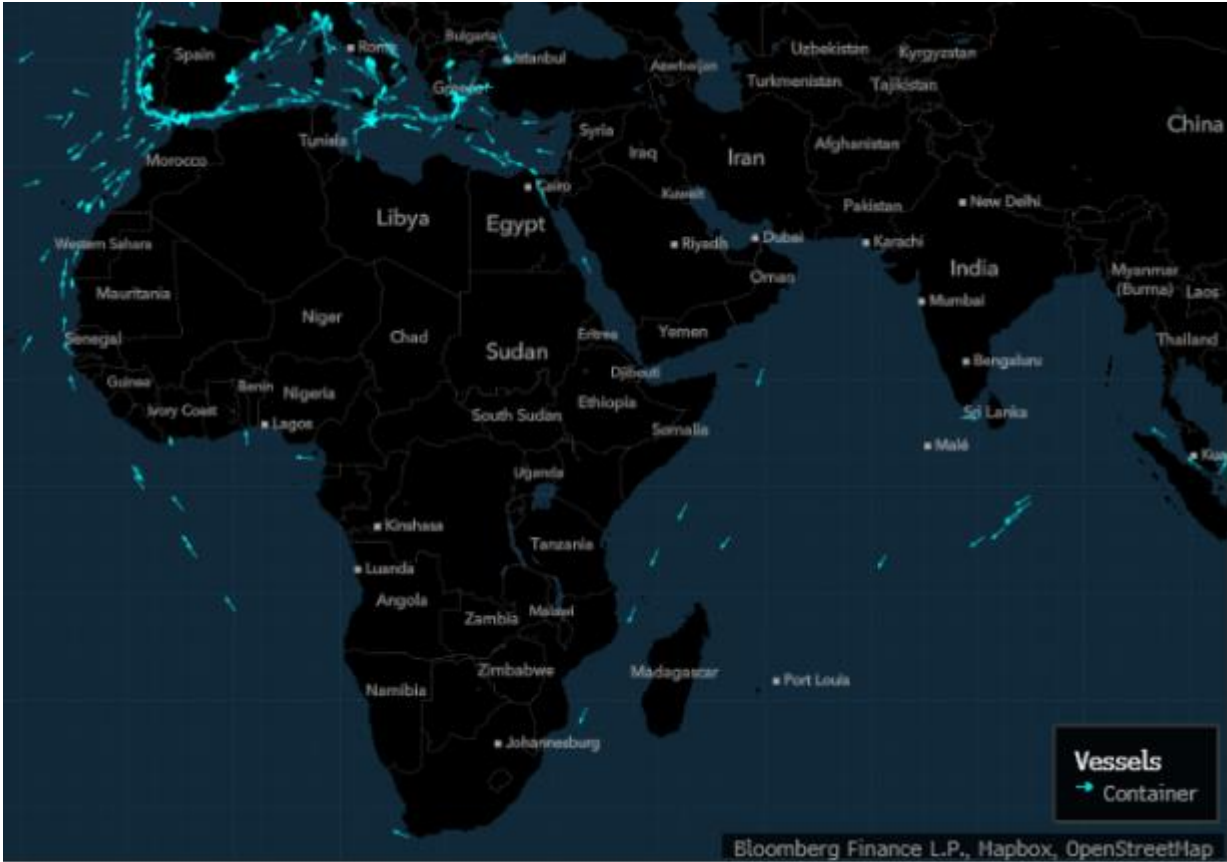 Bulgaria
Spain
Rome
Istanbul
Uzbekistan
Kyrgyzstan
Azerbaijan
Turkmenistan
Tajikistan
Greece
China
Syria
Tunisia
Morocco
Iraq
Iran
Afghanistan
Cairo
Kuwait
Pakistan
New Delhi
Libya
Egypt
Western Sahara
Riyadh
Dubai
Karachi
Oman
India
Myanmar
(Burma)
Laos
Mauritania
Mumbai
Niger
Chad
Sudan
Eritrea
Yemen
Senegal
Thailand
Bengaluru
Djibouti
Guinea
Benin
Nigeria
Ethiopia
Ivory Coast
South Sudan
Sri Lanka
Lagos
Somalia
Malé
Kua
Uganda
Kinshasa
Tanzania
Luanda
Angola
Zambia
Malawi
Zimbabwe
Madagascar
Port Louis
Namibia
Johannesburg
Vessels
Container
Bloomberg Finance L.P., Mapbox, OpenStreetMap